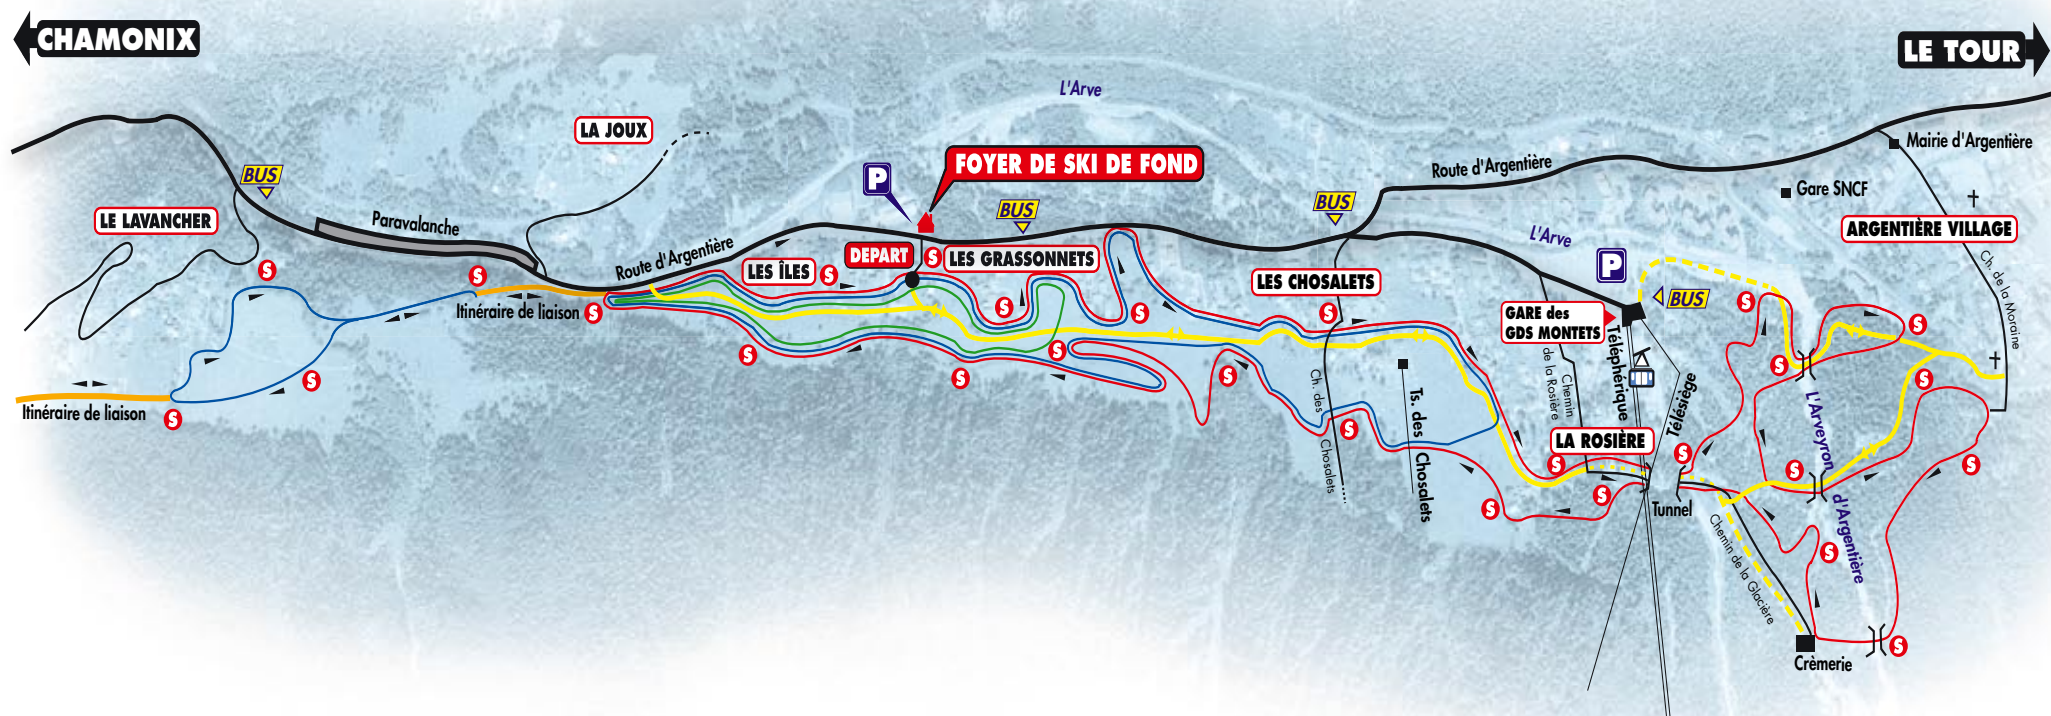 CHAMONIX
LE TOUR
L'Arve
LA JOUX
FOYER DE SKI DE FOND
Mairie d'Argentière
Route d'Argentière
P
BUS
Gare SNCF
BUS
BUS
LE LAVANCHER
Paravalanche
ARGENTIÈRE VILLAGE
L'Arve
Route d'Argentière
DEPART
S
LES GRASSONNETS
LES ÎLES
S
S
S
P
Ch. de la Moraine
LES CHOSALETS
BUS
S
Itinéraire de liaison
S
S
S
S
GARE des
GDS MONTETS
S
S
S
S
S
S
S
S
S
S
Téléphérique
Chemin
de la Rosière
Télésiège
Ch. des
Chosalets
Ts. des
Chosalets
Itinéraire de liaison
S
S
LA ROSIÈRE
L'Arveyron
d'Argentière
S
S
S
S
S
S
Tunnel
Chemin de la Glacière
S
S
Crèmerie